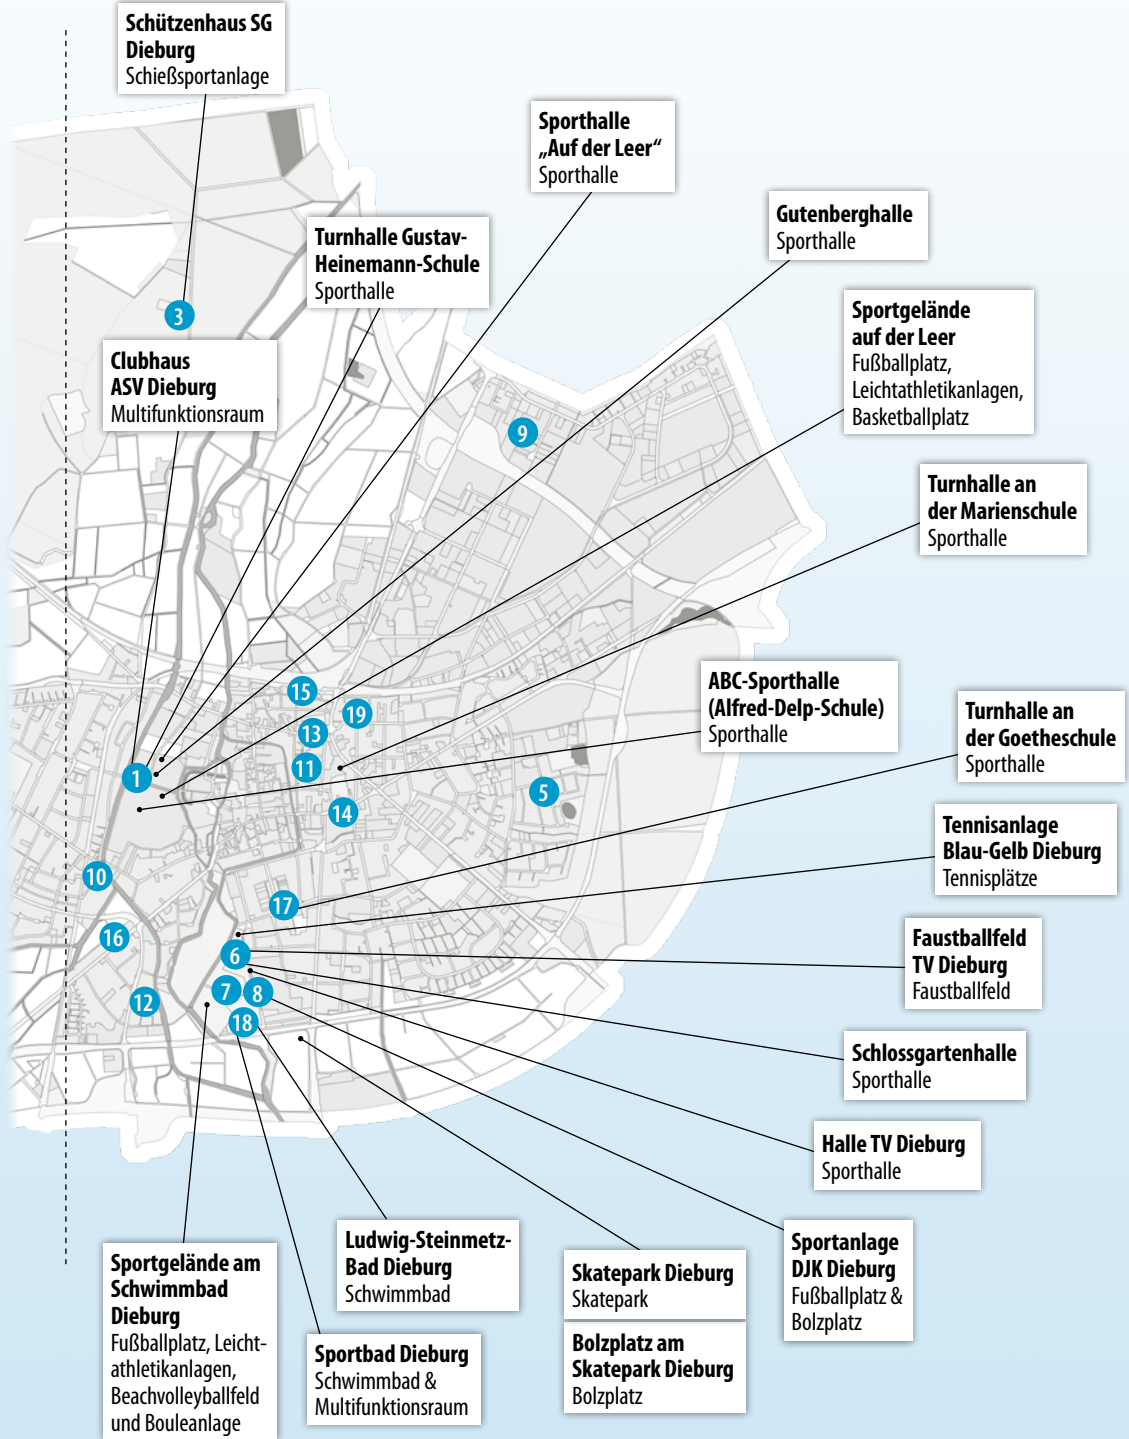 Schützenhaus SG
Dieburg
Schießsportanlage
Sporthalle
„Auf der Leer“
Sporthalle
Gutenberghalle
Sporthalle
Turnhalle Gustav-
Heinemann-Schule
Sporthalle
Sportgelände
auf der Leer
Fußballplatz,
Leichtathletikanlagen,
Basketballplatz
3
Clubhaus
ASV Dieburg
Multifunktionsraum
9
Turnhalle an
der Marienschule
Sporthalle
ABC-Sporthalle
(Alfred-Delp-Schule)
Sporthalle
15
19
13
11
1
5
14
Turnhalle an
der Goetheschule
Sporthalle
Tennisanlage
Blau-Gelb Dieburg
Tennisplätze
10
17
16
6
Faustballfeld
TV Dieburg
Faustballfeld
7
8
12
18
Schlossgartenhalle
Sporthalle
Halle TV Dieburg
Sporthalle
Sportgelände am
Schwimmbad
Dieburg
Fußballplatz, Leicht-
athletikanlagen,
Beachvolleyballfeld
und Bouleanlage
Ludwig-Steinmetz-
Bad Dieburg
Schwimmbad
Sportbad Dieburg
Schwimmbad &
Multifunktionsraum
Skatepark Dieburg
Skatepark
Bolzplatz am
Skatepark Dieburg
Bolzplatz
Sportanlage
DJK Dieburg
Fußballplatz &
Bolzplatz